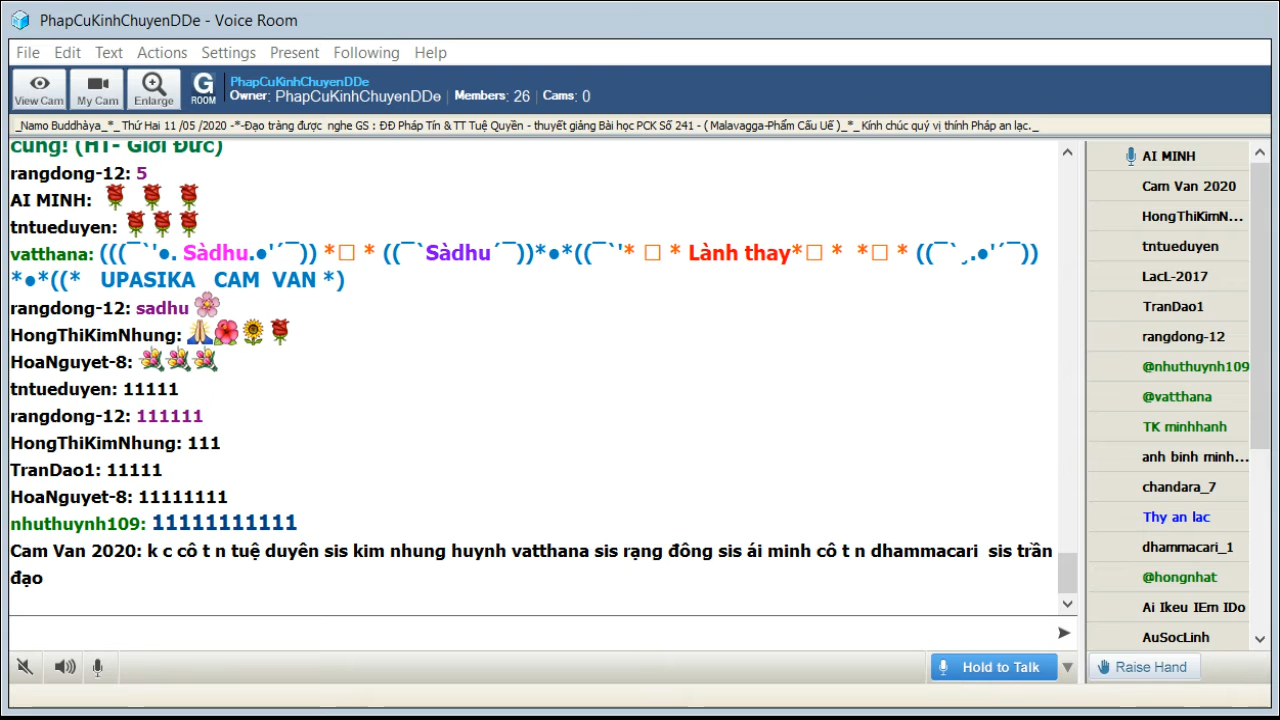 PhapCuKinhChuyenDDe - Voice Room
File Edit Text Actions Settings Present Following Help
View Cam My Cam Enlarge G ROOM
PhapCuKinhChuyenDDe
Owner: PhapCuKinhChuyenDDe Members: 26 Cams: 0
_Namo Buddhàya_*_ Thứ Hai 11 /05 /2020 -*-Đạo tràng được nghe GS : ĐĐ Pháp Tín & TT Tuệ Quyền - thuyết giảng Bài học PCK Số 241 - ( Malavagga-Phẩm Cấu Uế )_*_ Kính chúc quý vị thính Pháp an lạc._
cúng! (HT- Giới Đức)
rangdong-12: 5
AI MINH:
tntueduyen:
vatthana: (((¯`'●. Sàdhu.●'´¯)) *□ * ((¯`Sàdhu´¯))*●*((¯`'* □ * Lành thay*□ * *□ * ((¯`¸.●'´¯))
*●*((* UPASIKA CAM VAN *)
rangdong-12: sadhu
HongThiKimNhung:
HoaNguyet-8:
tntueduyen: 11111
rangdong-12: 111111
HongThiKimNhung: 111
TranDao1: 11111
HoaNguyet-8: 11111111
nhuthuynh109: 11111111111
Cam Van 2020: k c cô t n tuệ duyên sis kim nhung huynh vatthana sis rạng đông sis ái minh cô t n dhammacari sis trần
đạo
AI MINH
Cam Van 2020
HongThiKimN...
tntueduyen
LacL-2017
TranDao1
rangdong-12
@nhuthuynh109
@vatthana
TK minhhanh
anh binh minh...
chandara_7
Thy an lac
dhammacari_1
@hongnhat
Ai Ikeu IEm IDo
AuSocLinh
Hold to Talk
Raise Hand